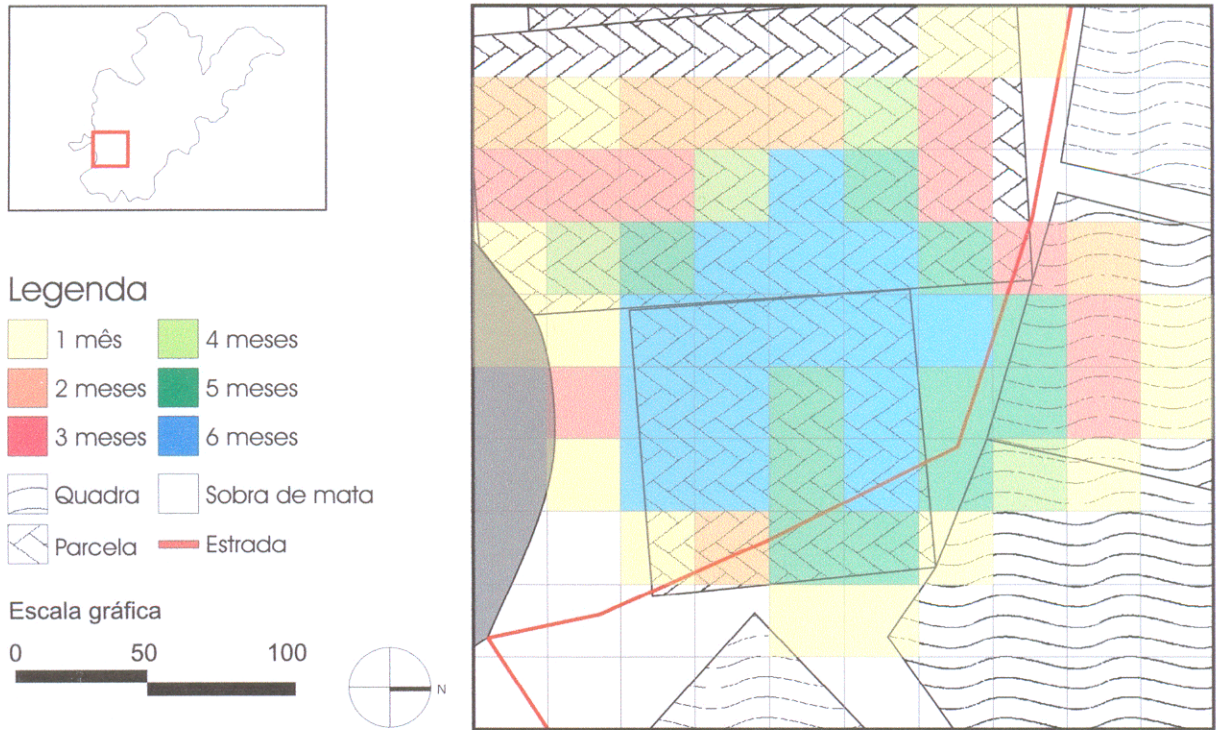 Legenda
1 mês
4 meses
2 meses
5 meses
3 meses
6 meses
Quadra
Sobra de mata
Parcela
Estrada
Escala gráfica
0 50 100
N